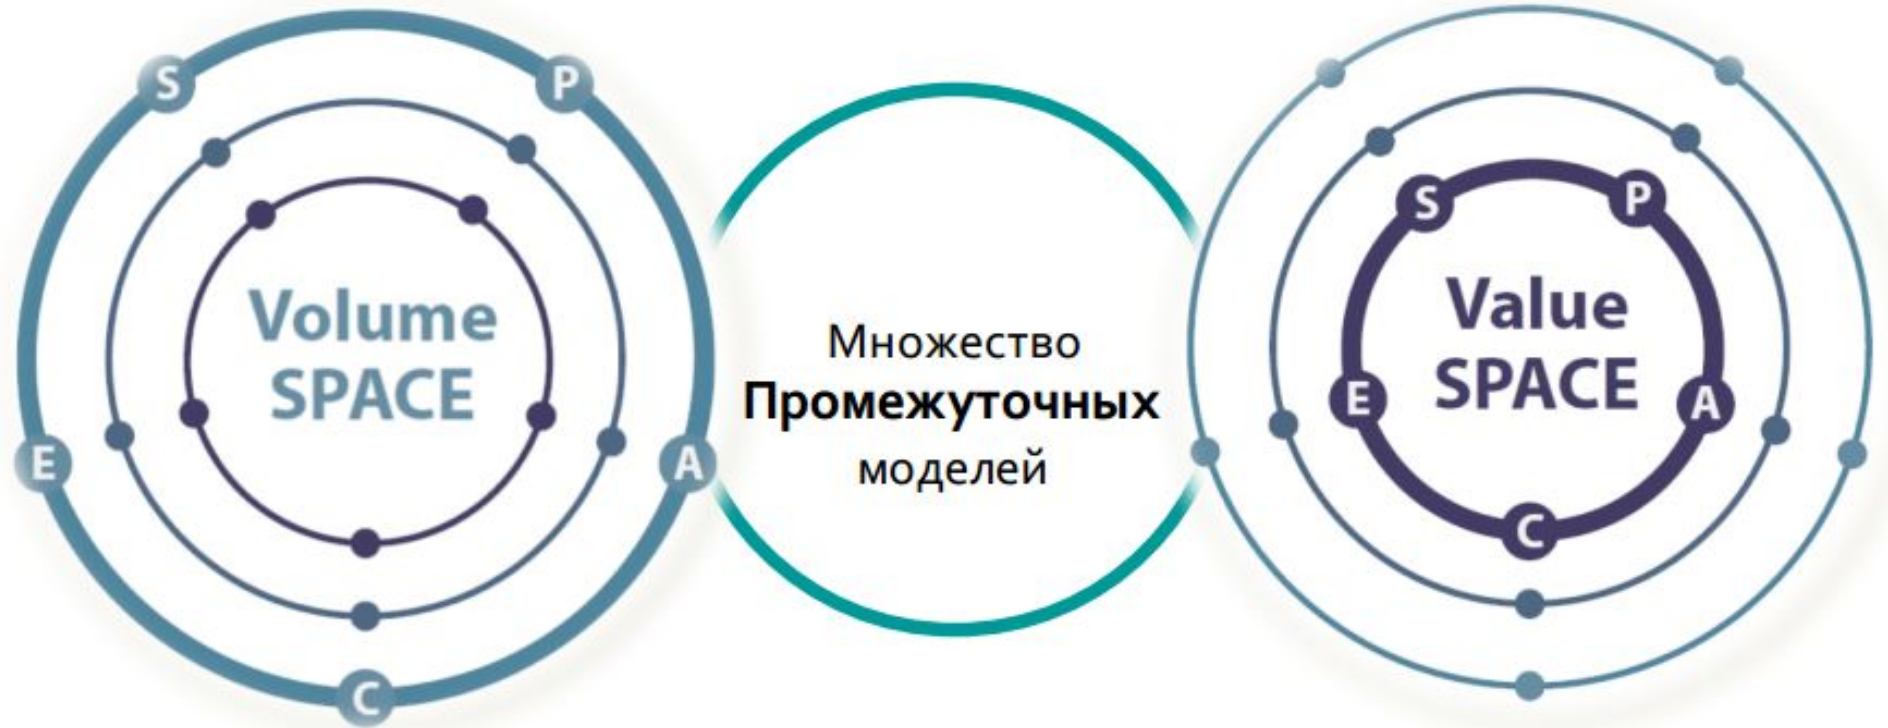 S
P
Volume
SPACE
E
A
C
Множество
Промежуточных
моделей
S
P
Value
SPACE
E
A
C